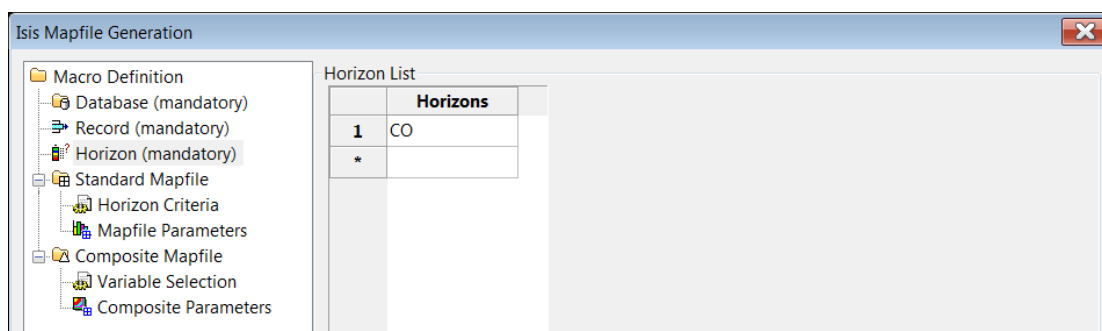 Isis Mapfile Generation
Macro Definition
Database (mandatory)
Record (mandatory)
Horizon (mandatory)
Standard Mapfile
Horizon Criteria
Mapfile Parameters
Composite Mapfile
Variable Selection
Composite Parameters
Horizon List
Horizons
1 CO
*